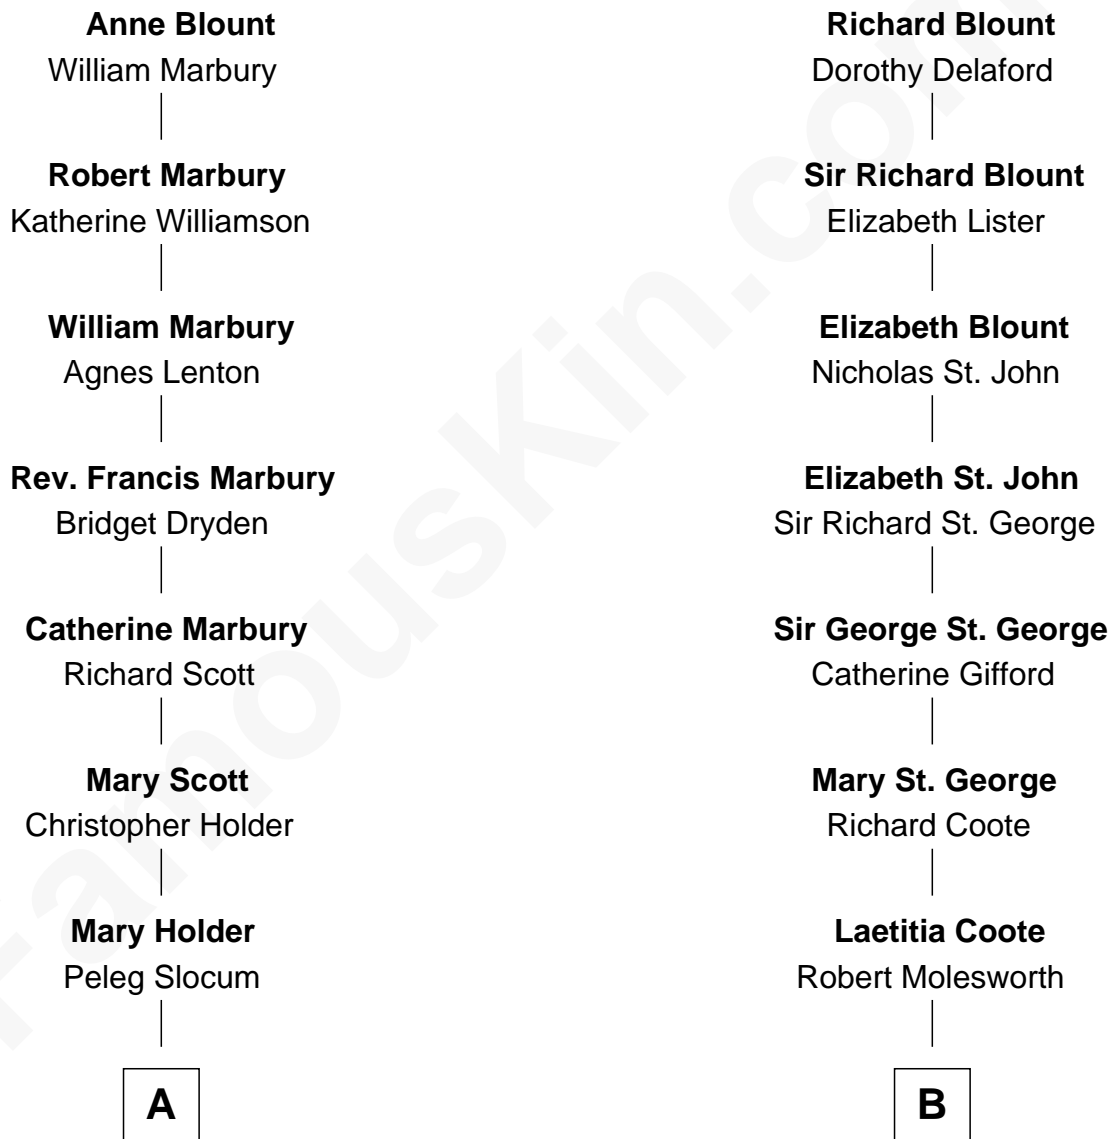 Anne Blount
William Marbury
Robert Marbury
Katherine Williamson
William Marbury
Agnes Lenton
Rev. Francis Marbury
Bridget Dryden
Catherine Marbury
Richard Scott
Mary Scott
Christopher Holder
Mary Holder
Peleg Slocum
A
Richard Blount
Dorothy Delaford
Sir Richard Blount
Elizabeth Lister
Elizabeth Blount
Nicholas St. John
Elizabeth St. John
Sir Richard St. George
Sir George St. George
Catherine Gifford
Mary St. George
Richard Coote
Laetitia Coote
Robert Molesworth
B
FamousKin.com